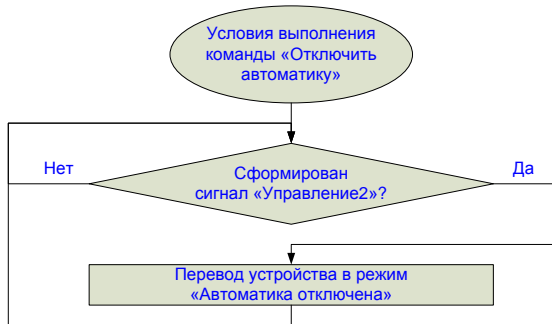 Условия выполнения
команды «Отключить
автоматику»
Нет
Сформирован
сигнал «Управление2»?
Да
Перевод устройства в режим
«Автоматика отключена»